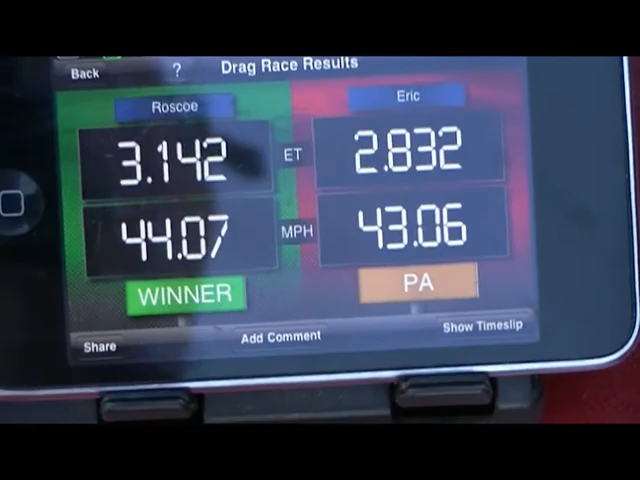 Back ? Drag Race Results
Roscoe Eric
3.142 ET 2.832
44.07 MPH 43.06
WINNER PA
Share Add Comment Show Timeslip